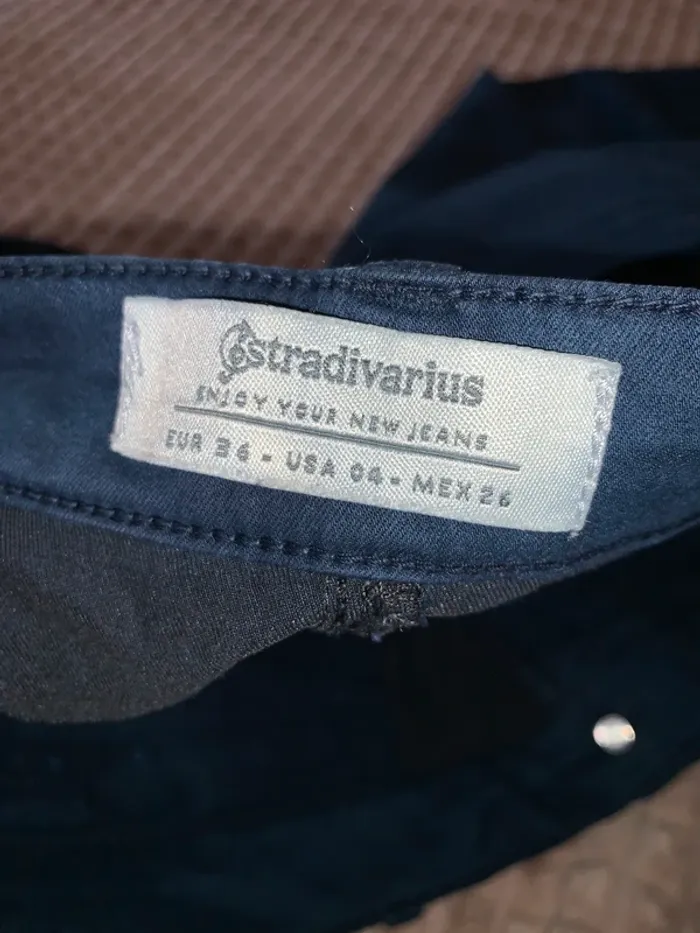 stradivarius
ENJOY YOUR NEW JEANS
EUR 36 - USA 04 - MEX 26